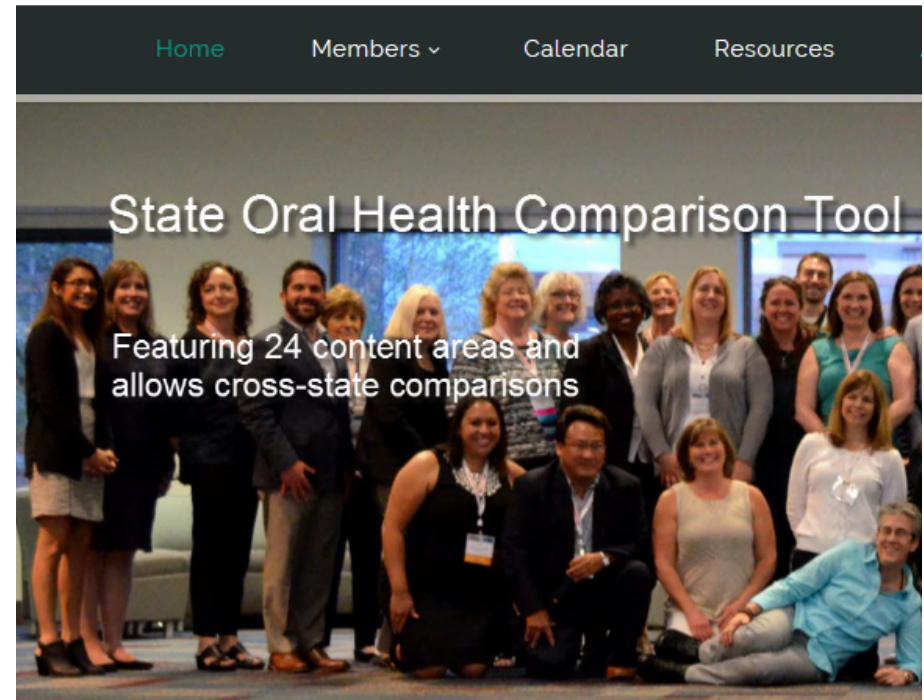 Home Members Calendar Resources
State Oral Health Comparison Tool
Featuring 24 content areas and
allows cross-state comparisons